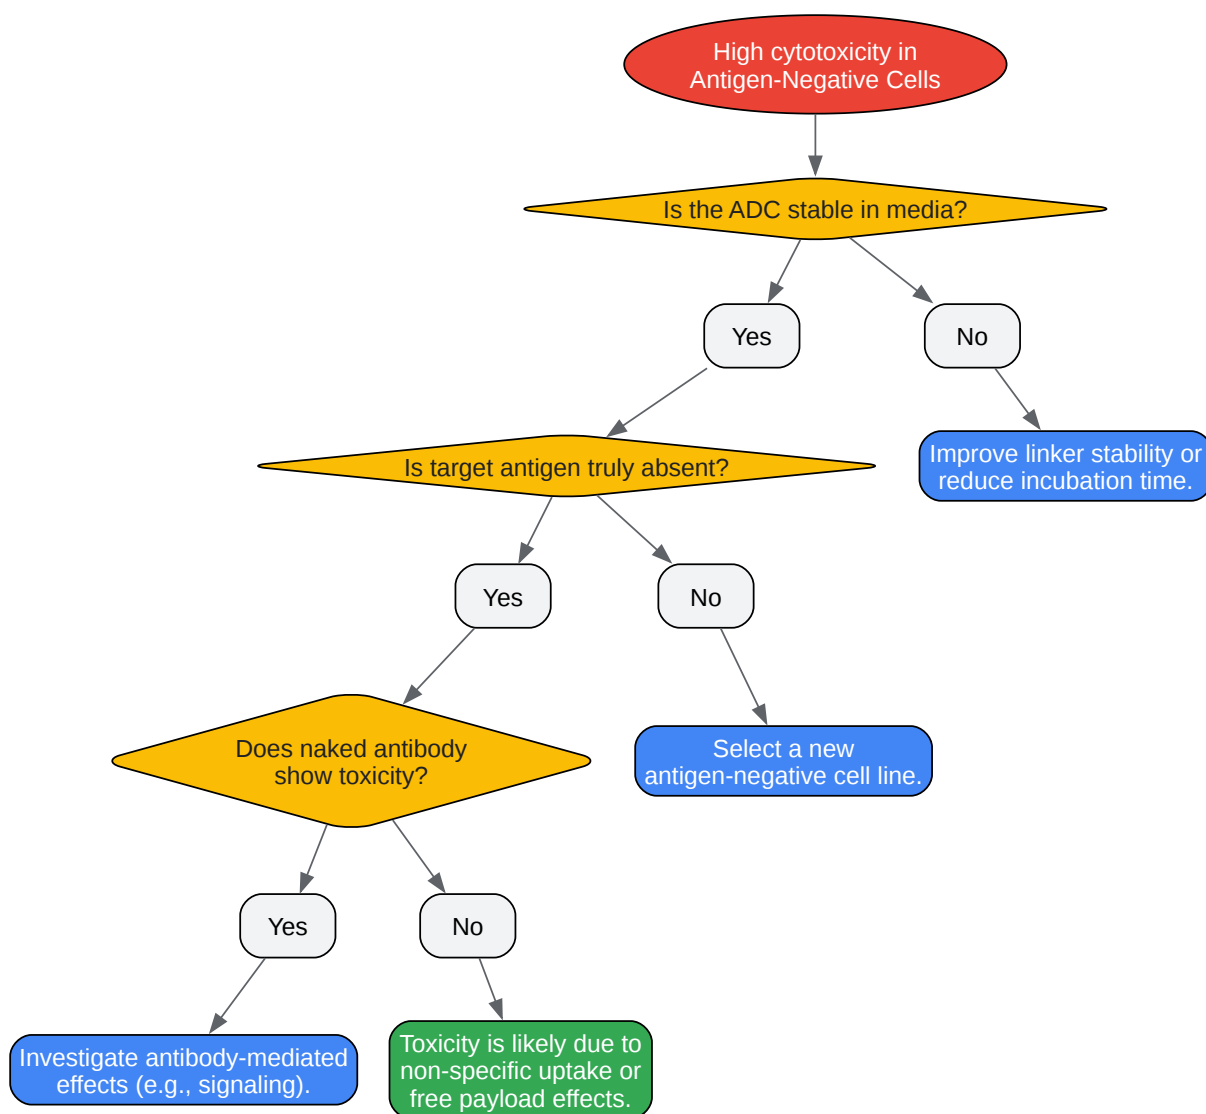 High cytotoxicity in
Antigen-Negative Cells
Is the ADC stable in media?
Yes
No
Improve linker stability or
reduce incubation time.
Is target antigen truly absent?
Yes
No
Select a new
antigen-negative cell line.
Does naked antibody
show toxicity?
Yes
No
Investigate antibody-mediated
effects (e.g., signaling).
Toxicity is likely due to
non-specific uptake or
free payload effects.